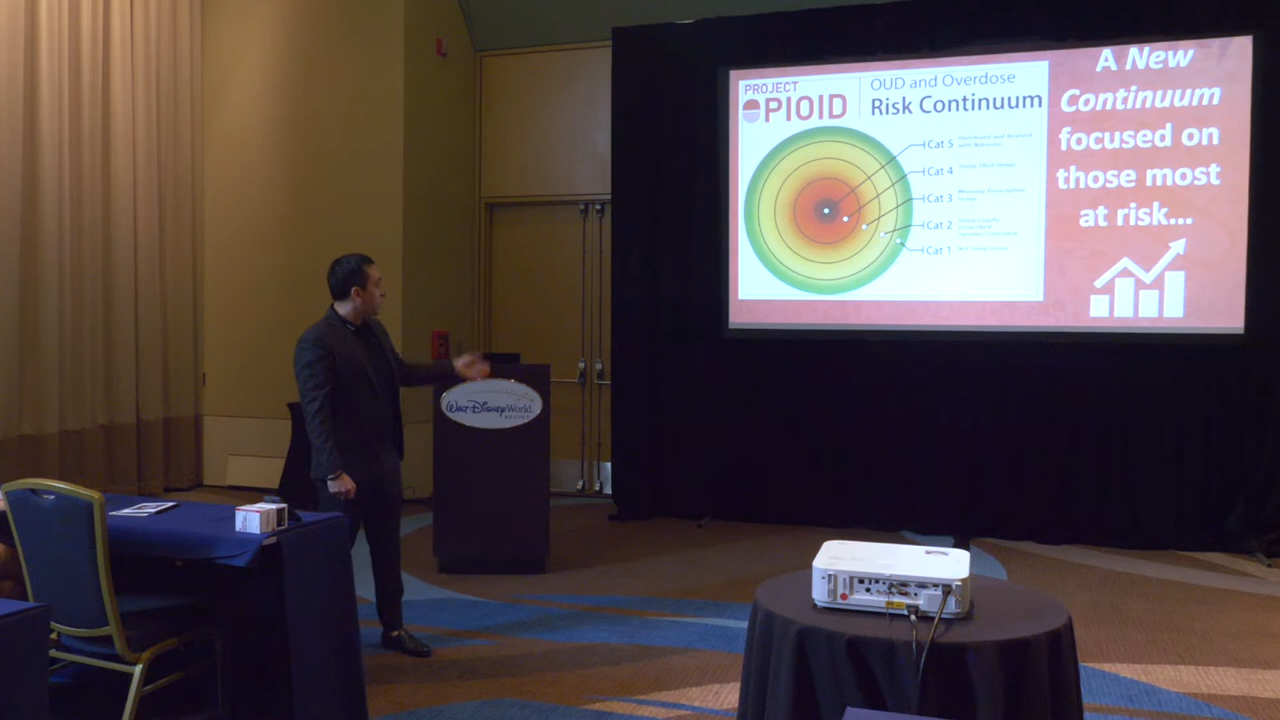 PROJECT
OPIOID
OUD and Overdose
Risk Continuum
Cat 5
Cat 4
Cat 3
Cat 2
Cat 1
A New
Continuum
focused on
those most
at risk...
WALT DISNEY World
RESORT